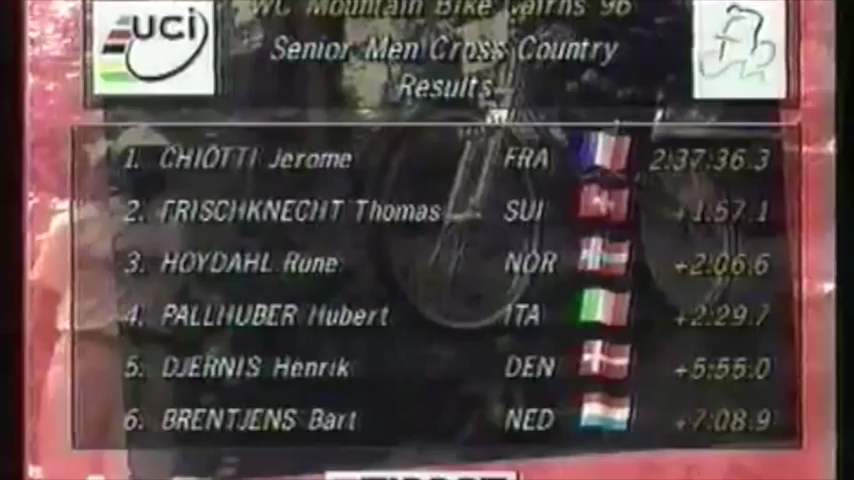 UCI
WC Mountain Bike Cairns 96
Senior Men Cross Country
Results
1. CHIOTTI Jerome FRA 2:37:36.3
2. FRISCHKNECHT Thomas SUI +1:57.1
3. HOYDAHL Rune NOR +2:06.6
4. PALLHUBER Hubert ITA +2:29.7
5. DJERNIS Henrik DEN +5:55.0
6. BRENTJENS Bart NED +7:08.9
TISSOT